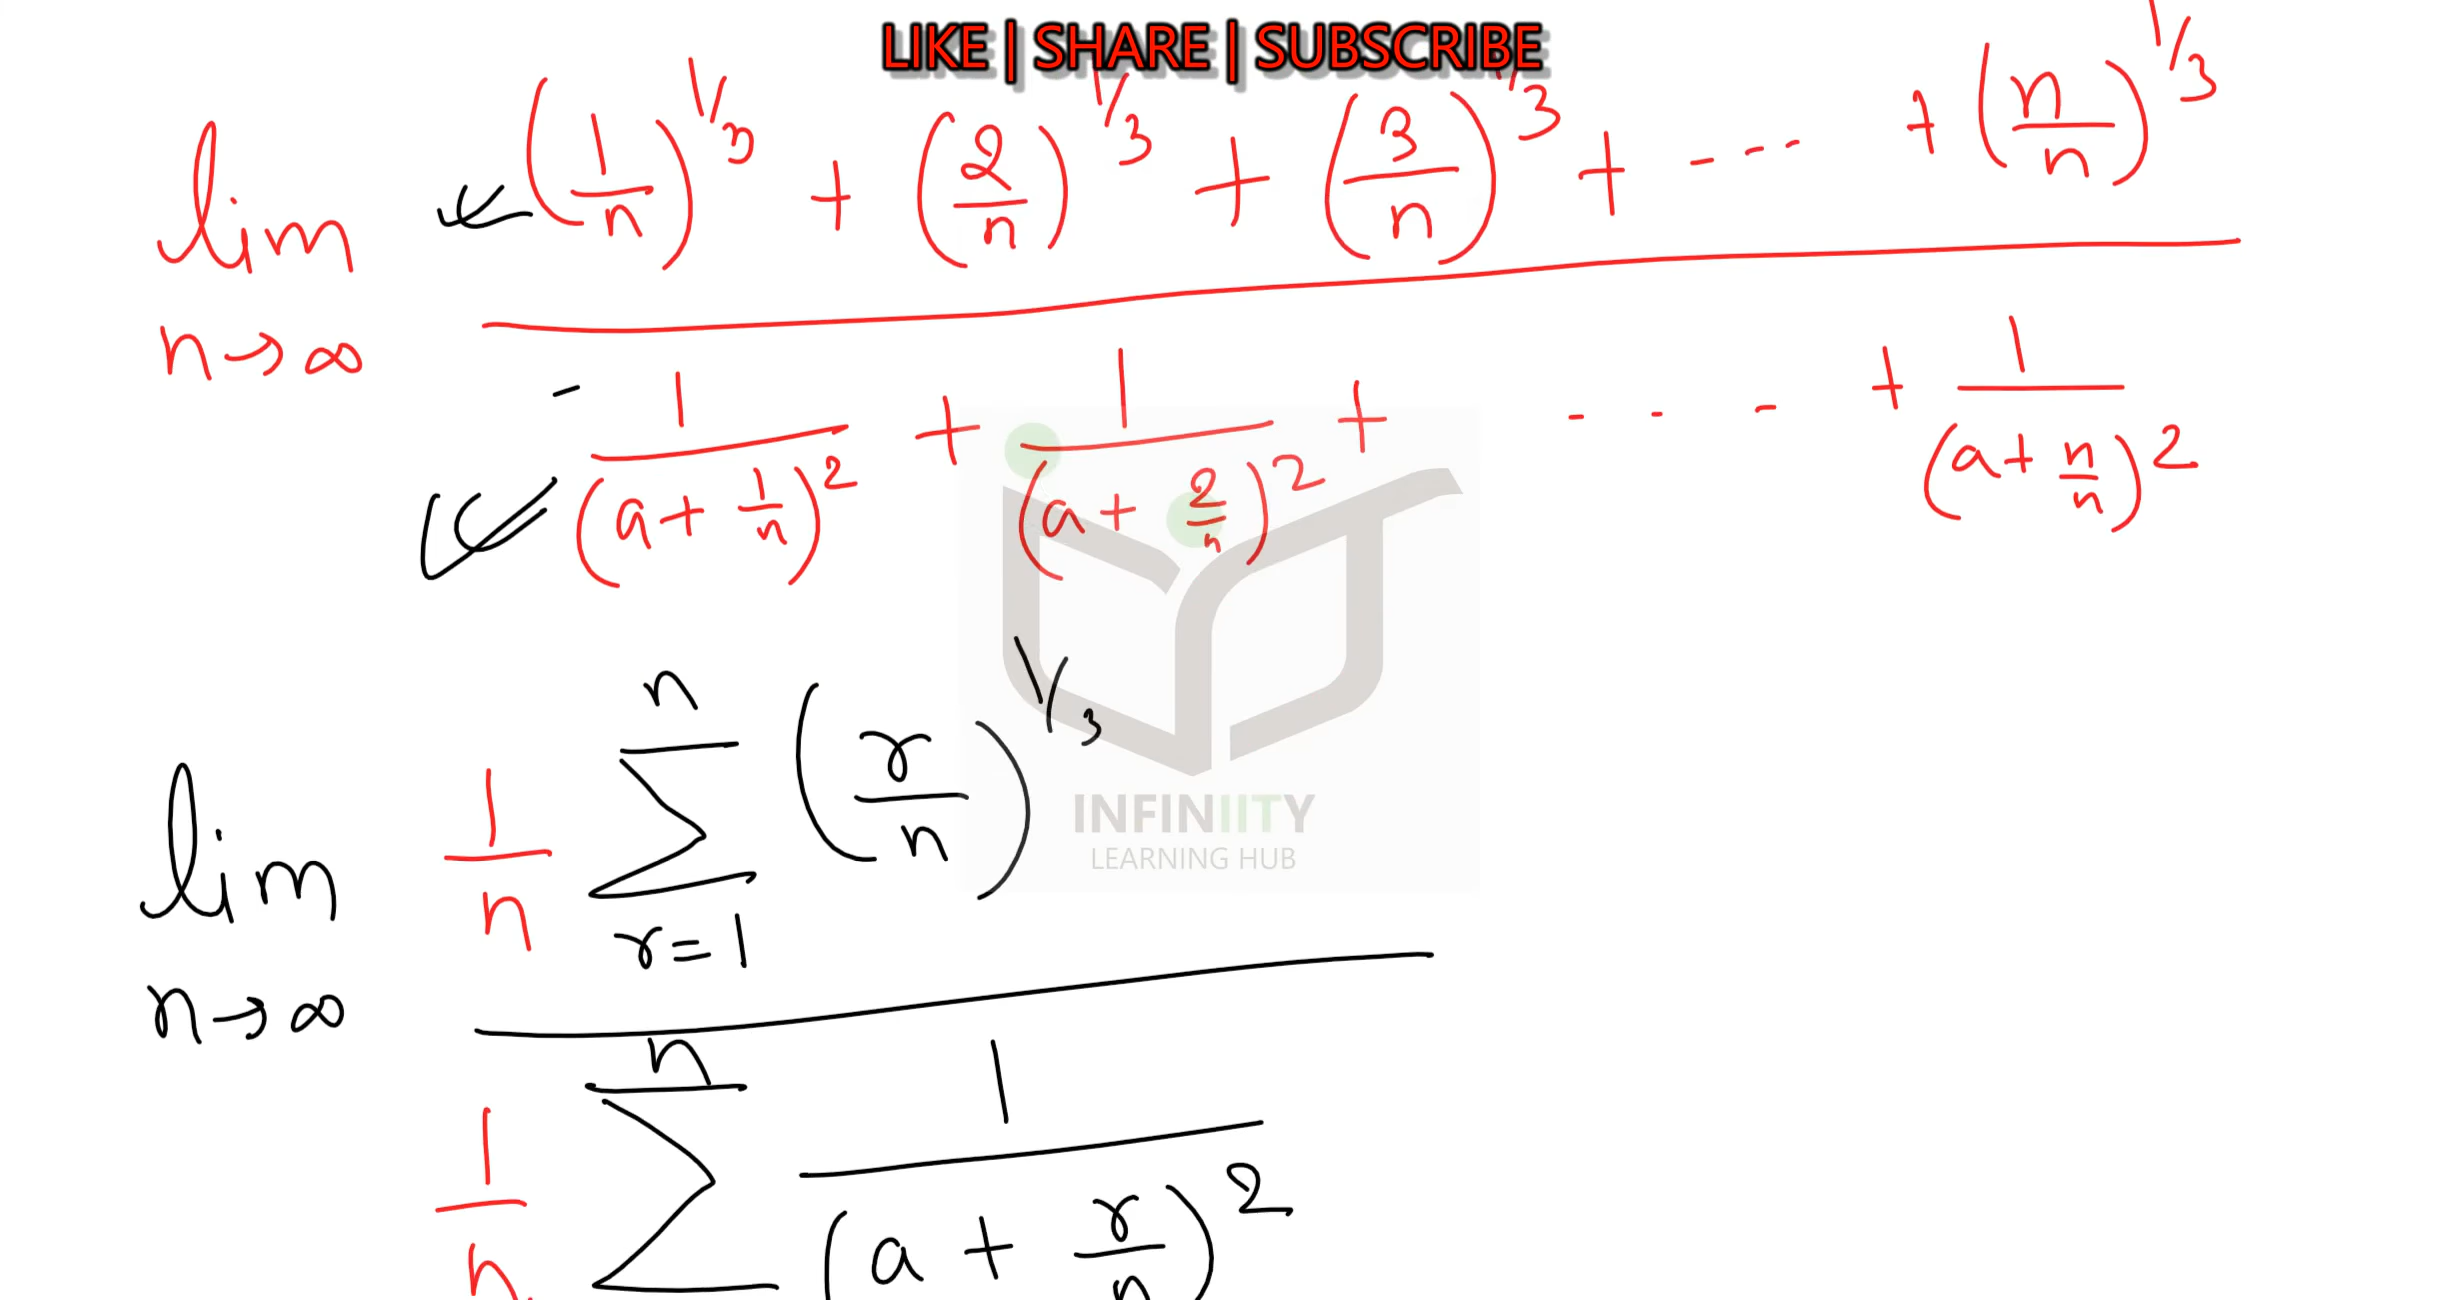 LIKE | SHARE | SUBSCRIBE
lim n→∞ (1/n)^1/3 + (2/n)^1/3 + (3/n)^1/3 + ---- + (n/n)^1/3
1/(a+1/n)^2 + 1/(a+2/n)^2 + - - - + 1/(a+n/n)^2
lim n→∞ 1/n n∑r=1 (r/n)^1/3
1/n n∑ 1/(a+r/n)^2
INFINIITY
LEARNING HUB